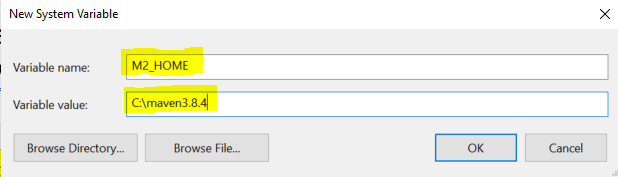 New System Variable
Variable name: M2_HOME
Variable value: C:\maven3.8.4
Browse Directory... Browse File... OK Cancel